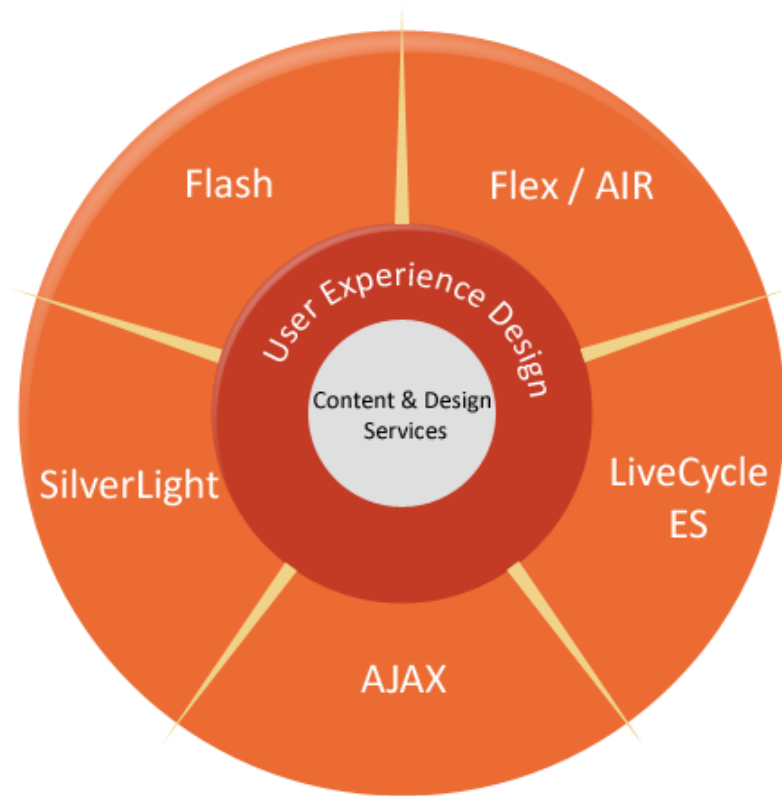 Flash
Flex / AIR
User Experience Design
Content & Design
Services
SilverLight
LiveCycle
ES
AJAX